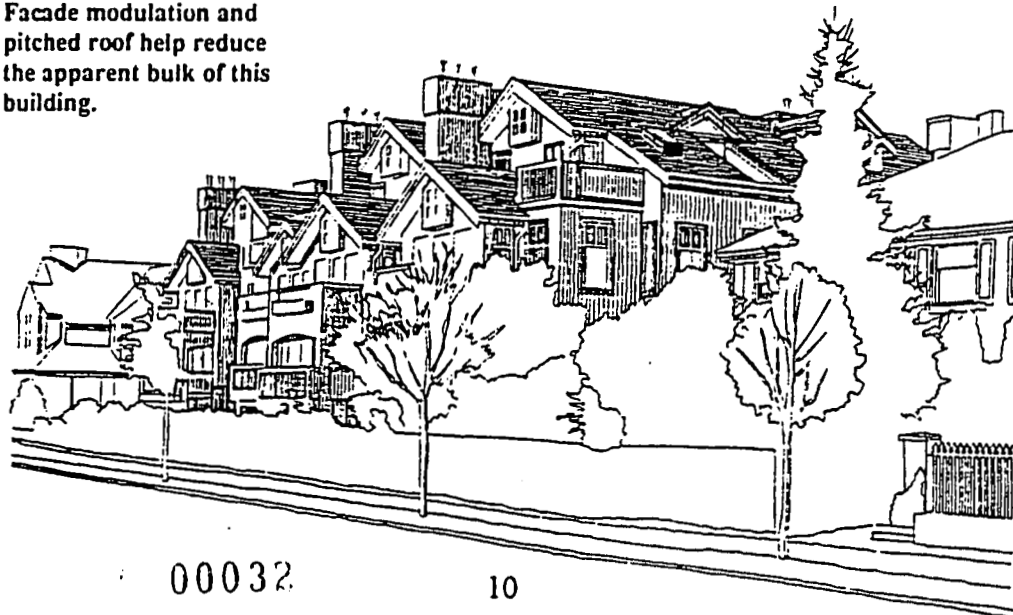 Facade modulation and
pitched roof help reduce
the apparent bulk of this
building.
00032
10